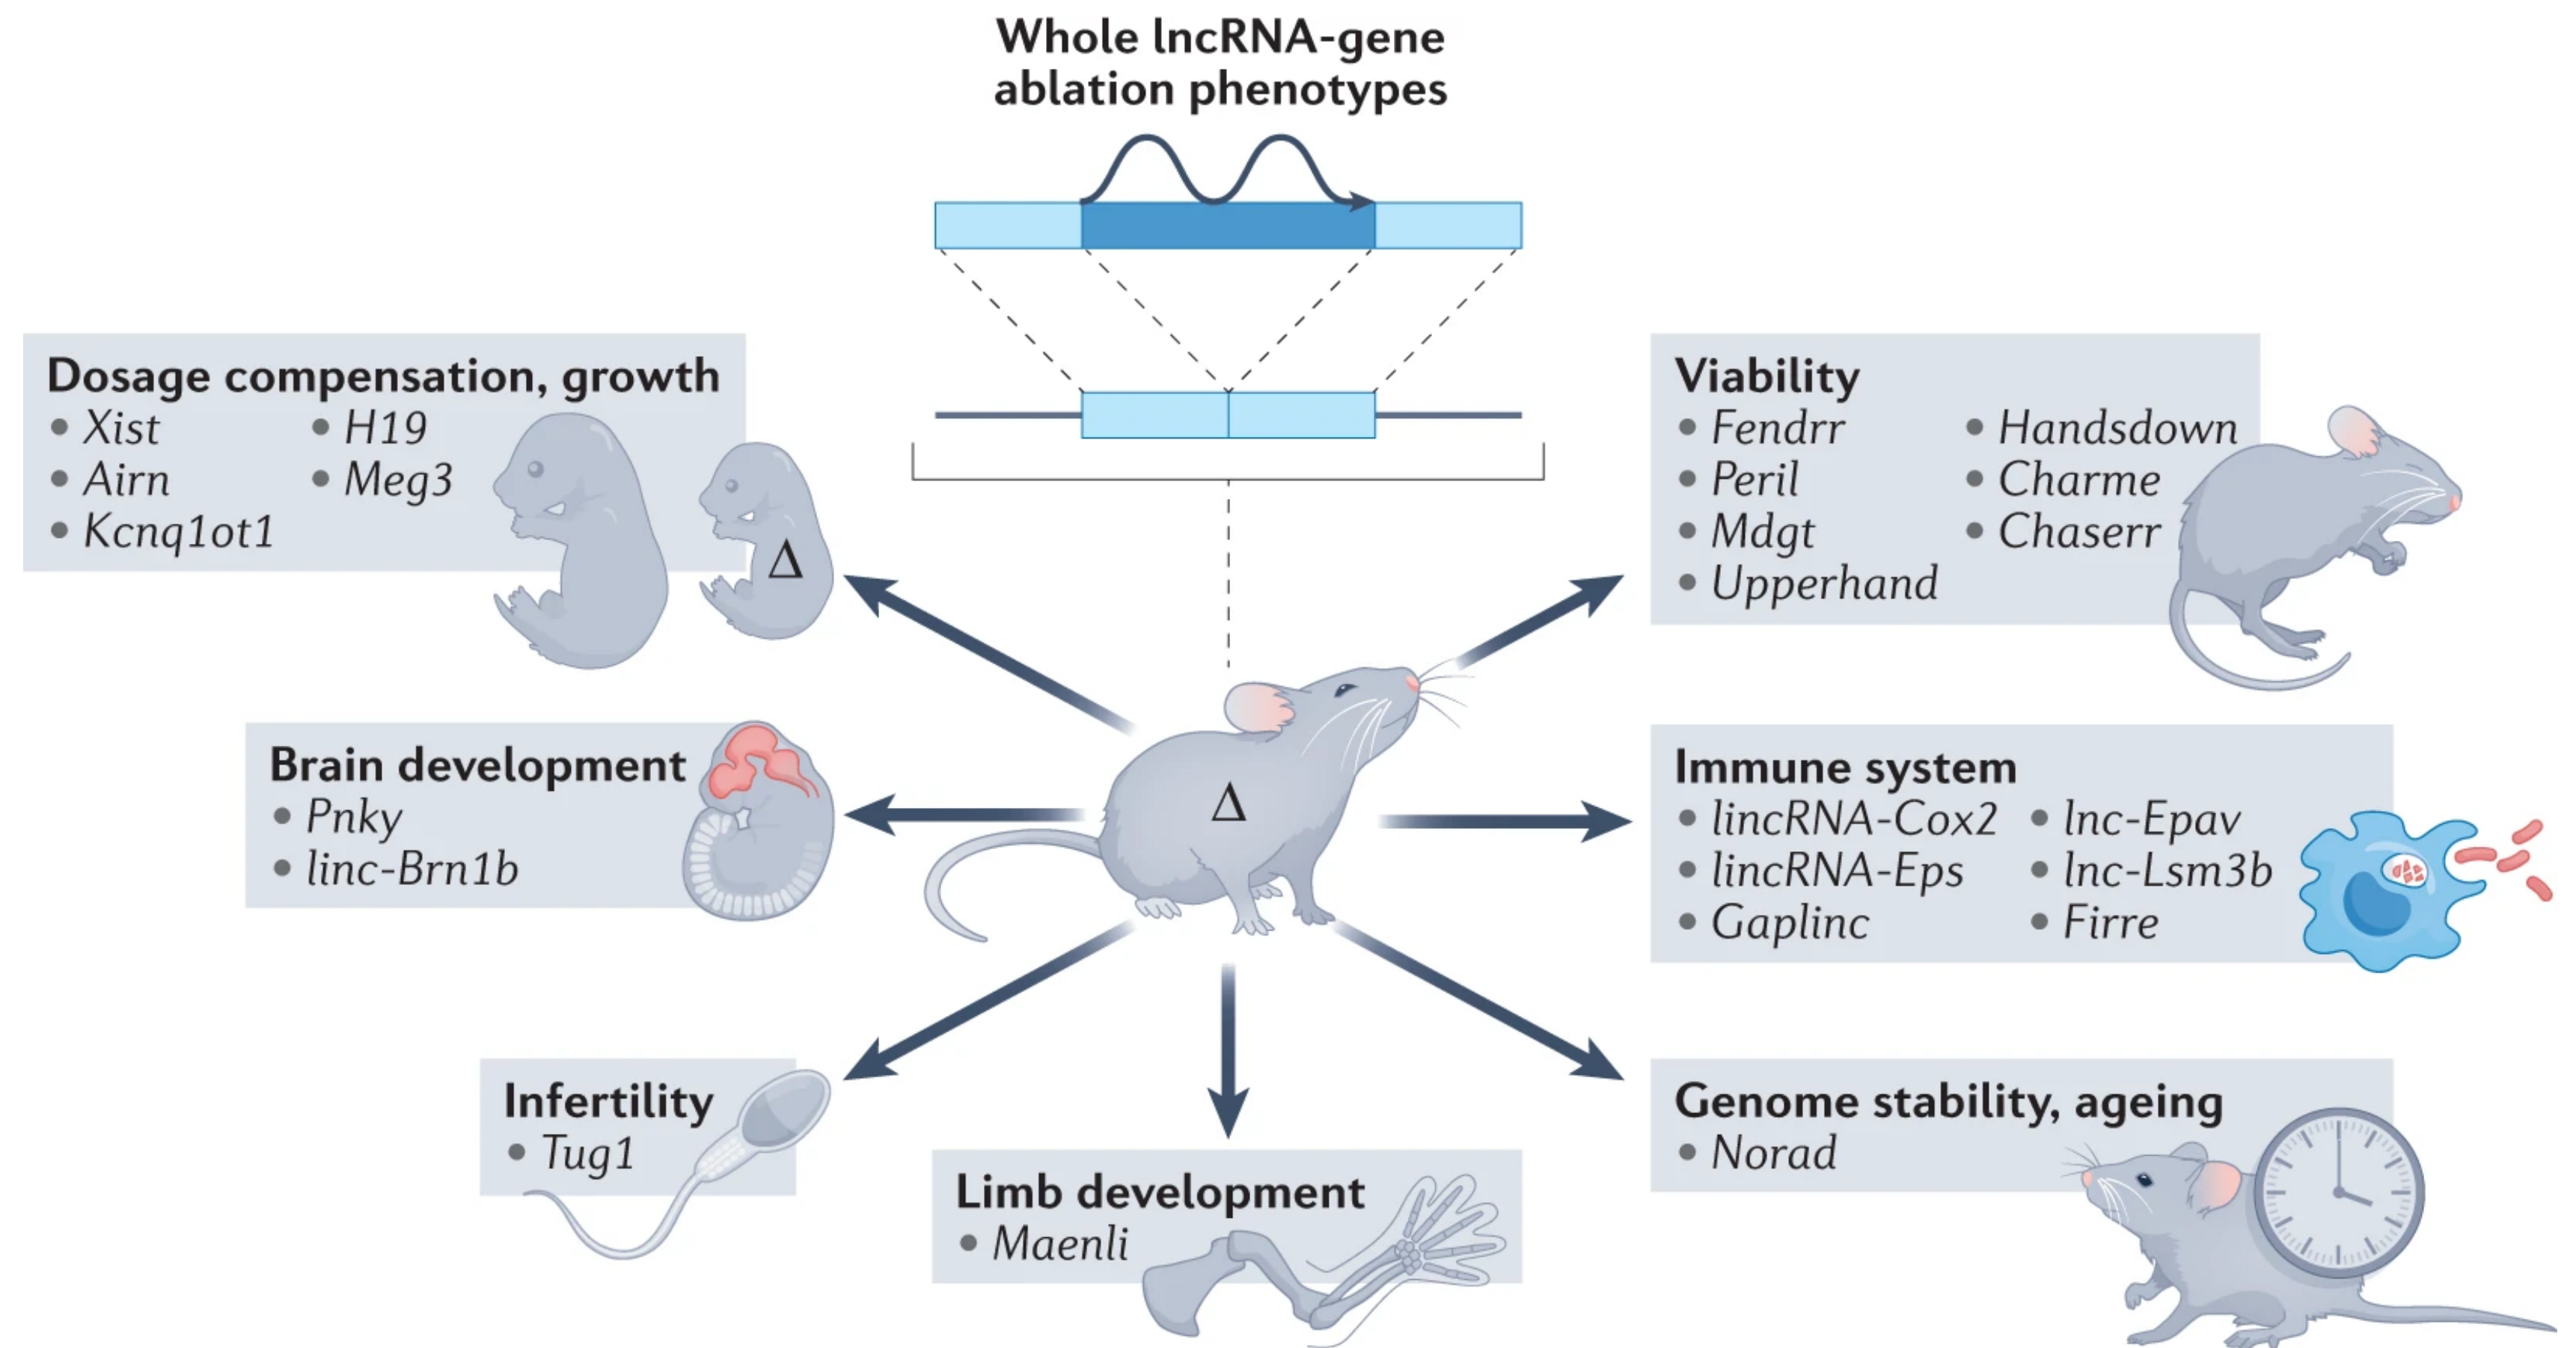 Whole lncRNA-gene
ablation phenotypes
Dosage compensation, growth
• Xist
• Airn
• Kcnq1ot1
• H19
• Meg3
Δ
Viability
• Fendrr
• Peril
• Mdgt
• Upperhand
• Handsdown
• Charme
• Chaserr
Brain development
• Pnky
• linc-Brn1b
Δ
Immune system
• lincRNA-Cox2
• lincRNA-Eps
• Gaplinc
• lnc-Epav
• lnc-Lsm3b
• Firre
Infertility
• Tug1
Limb development
• Maenli
Genome stability, ageing
• Norad